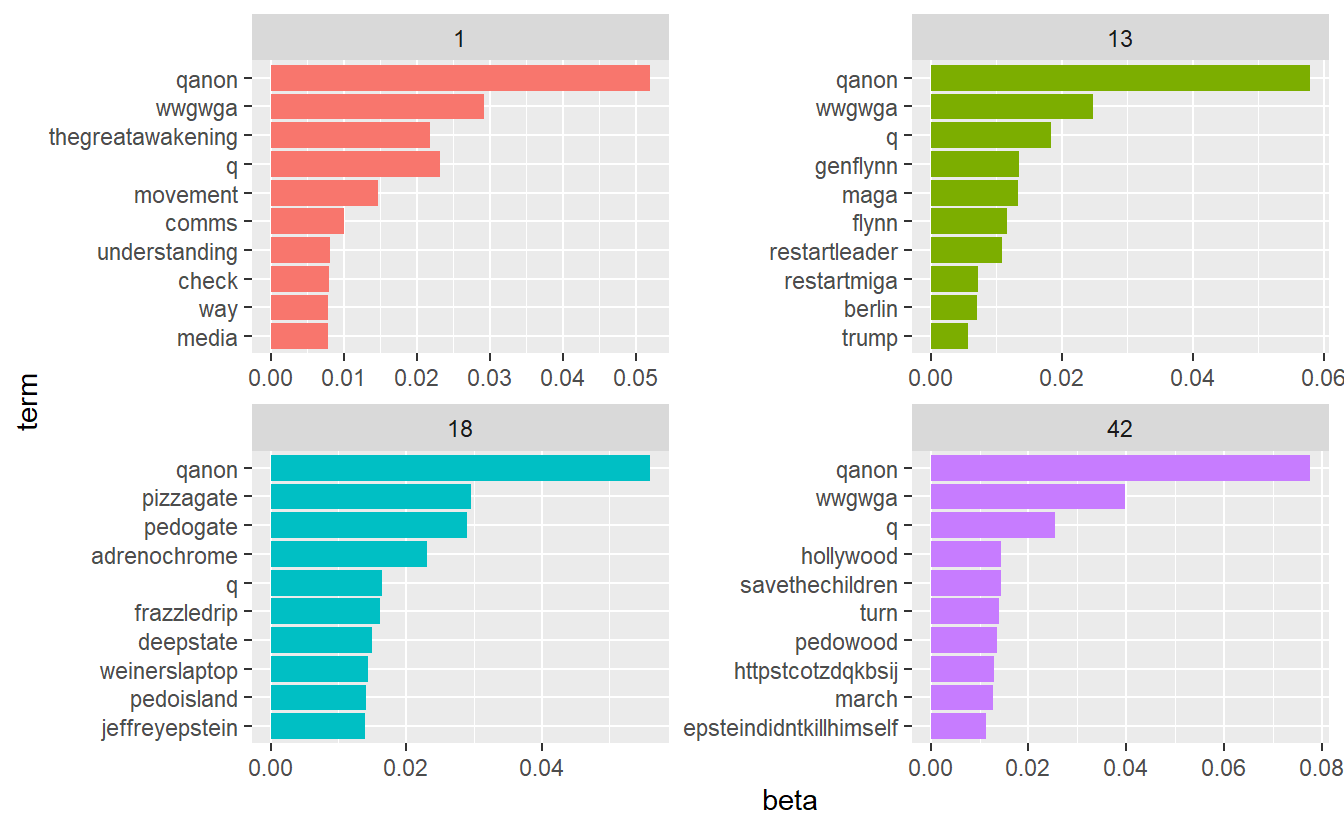 1
qanon
wwgwga
thegreatawakening
q
movement
comms
understanding
check
way
media
0.00 0.01 0.02 0.03 0.04 0.05
13
qanon
wwgwga
q
genflynn
maga
flynn
restartleader
restartmiga
berlin
trump
0.00 0.02 0.04 0.06
term
18
qanon
pizzagate
pedogate
adrenochrome
q
frazzledrip
deepstate
weinerslaptop
pedoisland
jeffreyepstein
0.00 0.02 0.04
42
qanon
wwgwga
q
hollywood
savethechildren
turn
pedowood
httpstcotzdqkbsij
march
epsteindidntkillhimself
0.00 0.02 0.04 0.06 0.08
beta